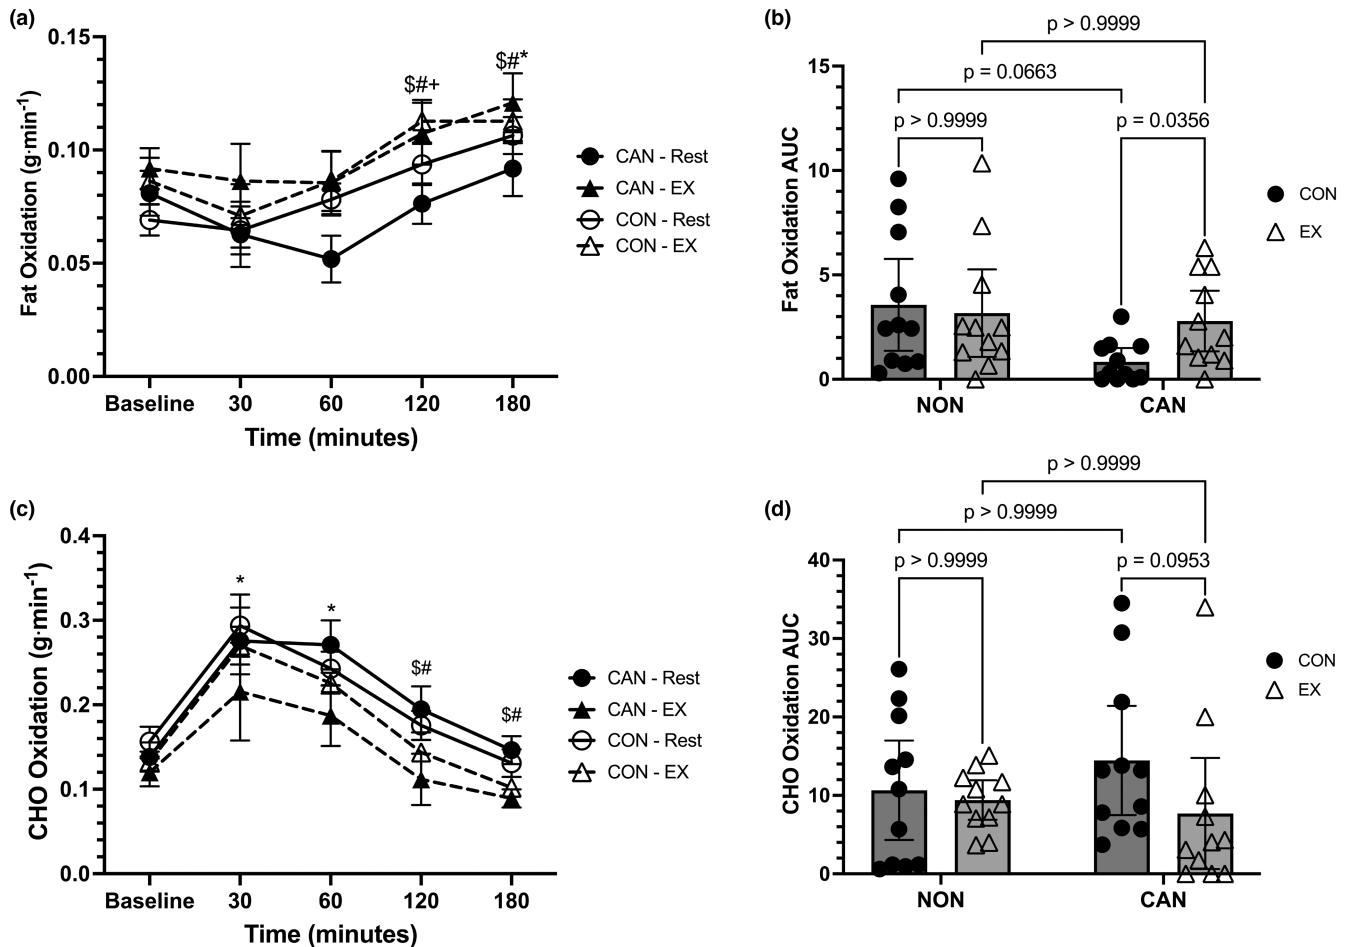 (a)
0.15
0.10
0.05
0.00
Fat Oxidation (g·min-1)
$#+
$#*
Baseline 30 60 120 180
Time (minutes)
CAN - Rest
CAN - EX
CON - Rest
CON - EX
(b)
p > 0.9999
p = 0.0663
p > 0.9999
p = 0.0356
15
10
5
0
Fat Oxidation AUC
NON CAN
CON
EX
(c)
0.4
0.3
0.2
0.1
0.0
CHO Oxidation (g·min-1)
*
*
$#
$#
Baseline 30 60 120 180
Time (minutes)
CAN - Rest
CAN - EX
CON - Rest
CON - EX
(d)
p > 0.9999
p > 0.9999
p > 0.9999
p = 0.0953
40
30
20
10
0
CHO Oxidation AUC
NON CAN
CON
EX